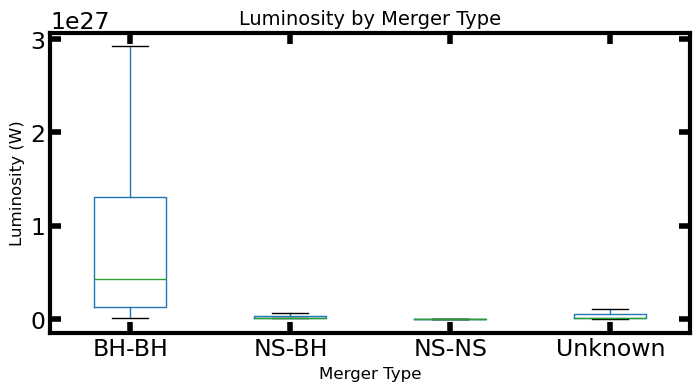 Luminosity by Merger Type
1e27
3
2
1
0
Luminosity (W)
BH-BH NS-BH NS-NS Unknown
Merger Type